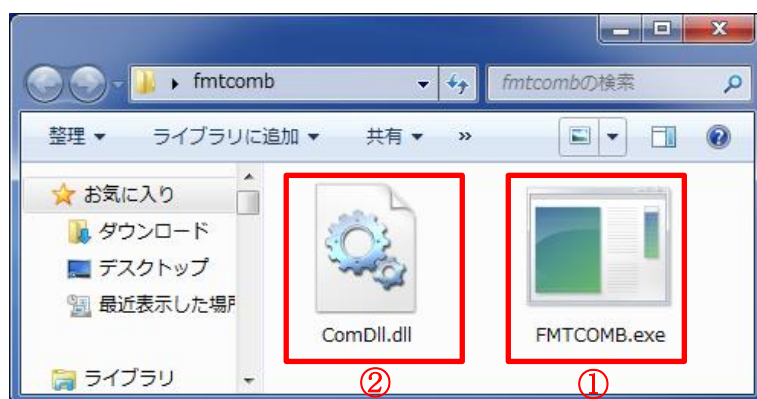 fmtcomb
fmtcombの検索
整理 ライブラリに追加 共有 »
お気に入り
ダウンロード
デスクトップ
最近表示した場所
ライブラリ
ComDll.dll
FMTCOMB.exe
② ①